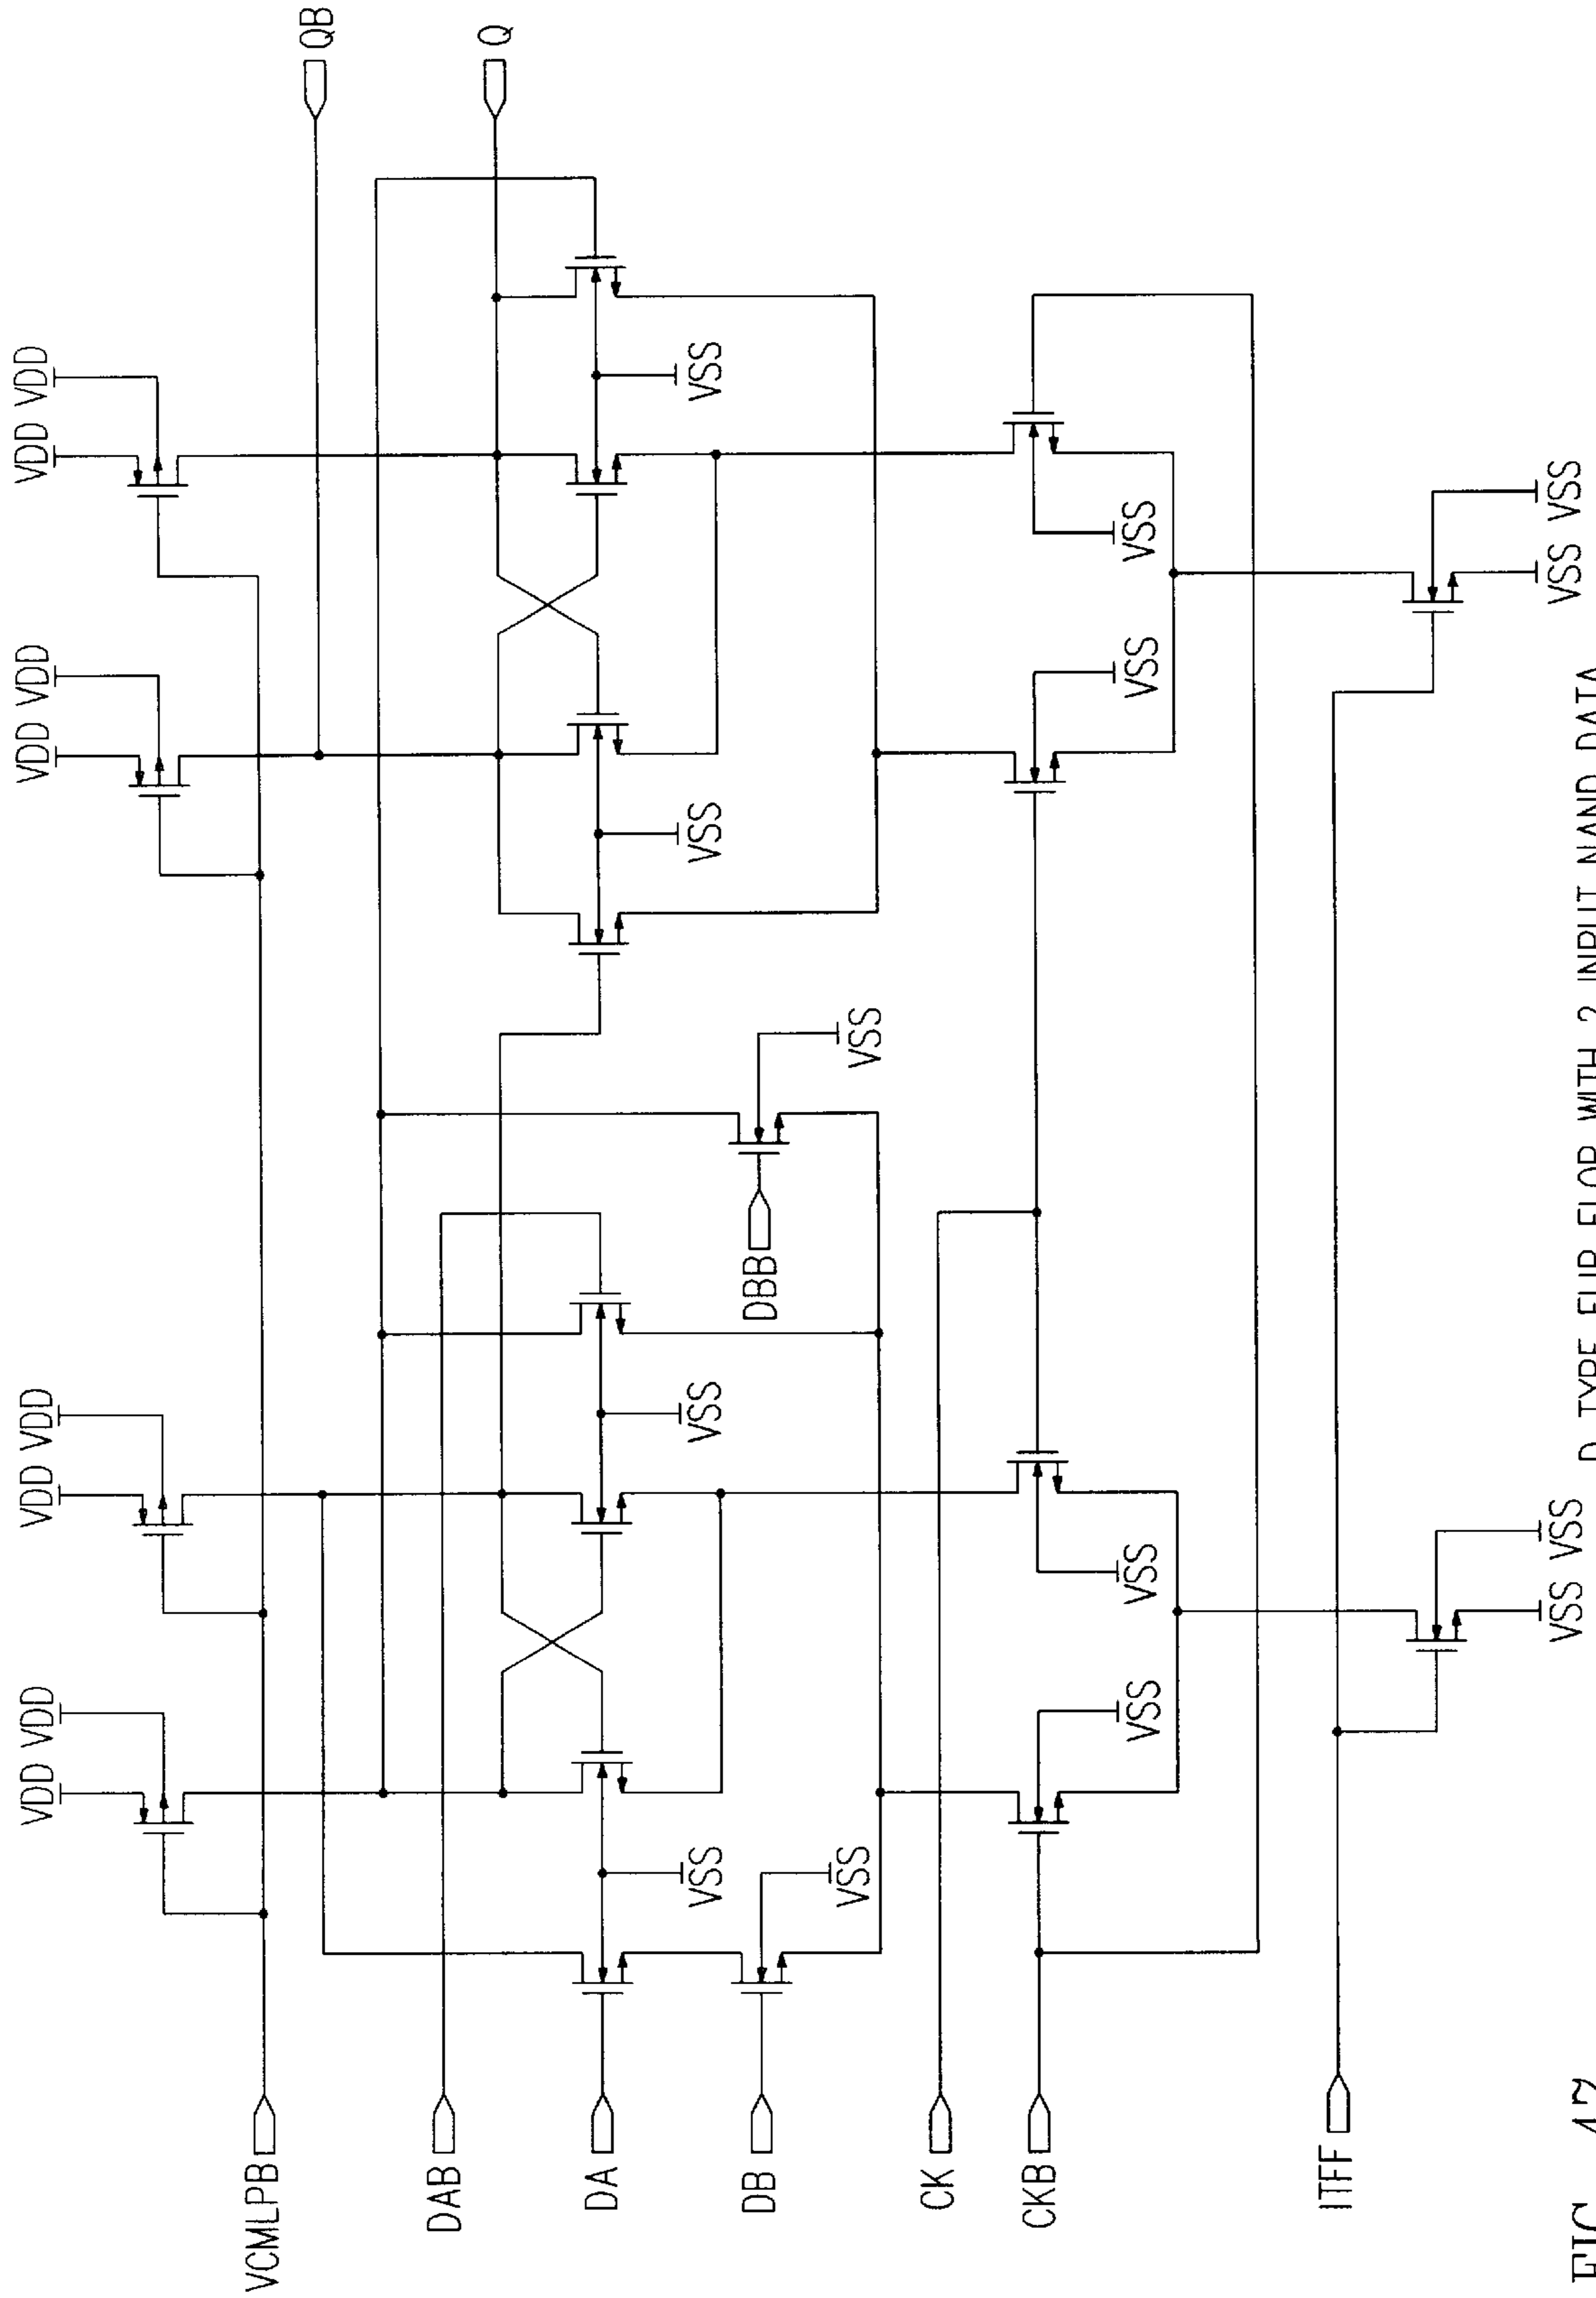 VDD VDD
VDD VDD
VDD VDD
VDD VDD
VCMLPB
QB
DAB
Q
DA
VSS
VSS
VSS
VSS
DB
DBB
VSS
VSS
CK
CKB
VSS
VSS
VSS
VSS
ITFF
VSS VSS
VSS VSS
D-TYPE FLIP FLOP WITH 2 INPUT NAND DATA
FIG.